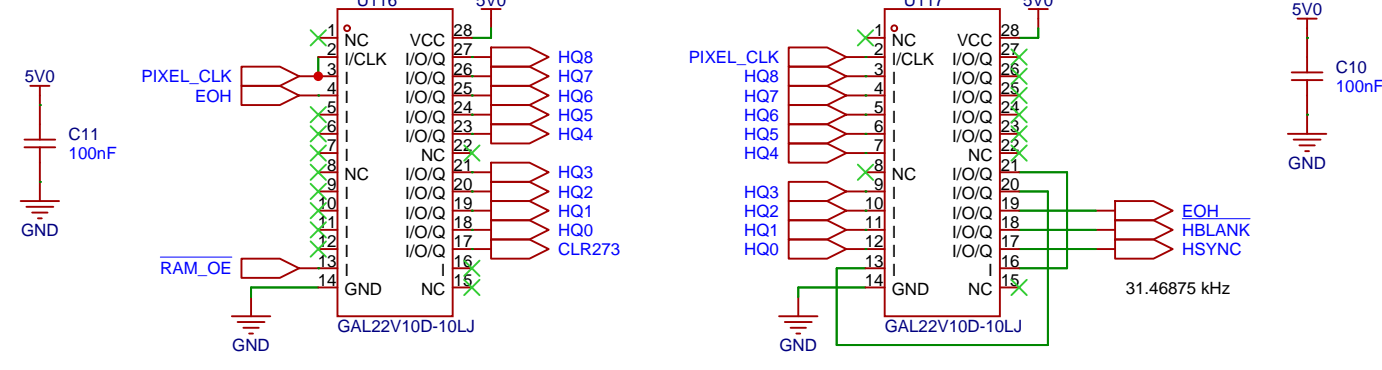 U116 5V0 U117 5V0 5V0
1 NC VCC 28 1 NC VCC 28
2 I/CLK I/O/Q 27 HQ8 PIXEL_CLK 2 I/CLK I/O/Q 27
5V0 PIXEL_CLK 3 I I/O/Q 26 HQ7 HQ8 3 I I/O/Q 26 C10
EOH 4 I I/O/Q 25 HQ6 HQ7 4 I I/O/Q 25 100nF
5 I I/O/Q 24 HQ5 HQ6 5 I I/O/Q 24
C11 6 I I/O/Q 23 HQ4 HQ5 6 I I/O/Q 23
100nF 7 I NC 22 HQ4 7 I NC 22 GND
8 NC I/O/Q 21 HQ3 8 NC I/O/Q 21
9 I I/O/Q 20 HQ2 HQ3 9 I I/O/Q 20
10 I I/O/Q 19 HQ1 HQ2 10 I I/O/Q 19 EOH
GND 11 I I/O/Q 18 HQ0 HQ1 11 I I/O/Q 18 HBLANK
12 I I/O/Q 17 CLR273 HQ0 12 I I/O/Q 17 HSYNC
RAM_OE 13 I I 16 13 I I 16
14 GND NC 15 14 GND NC 15 31.46875 kHz
GAL22V10D-10LJ GAL22V10D-10LJ
GND GND